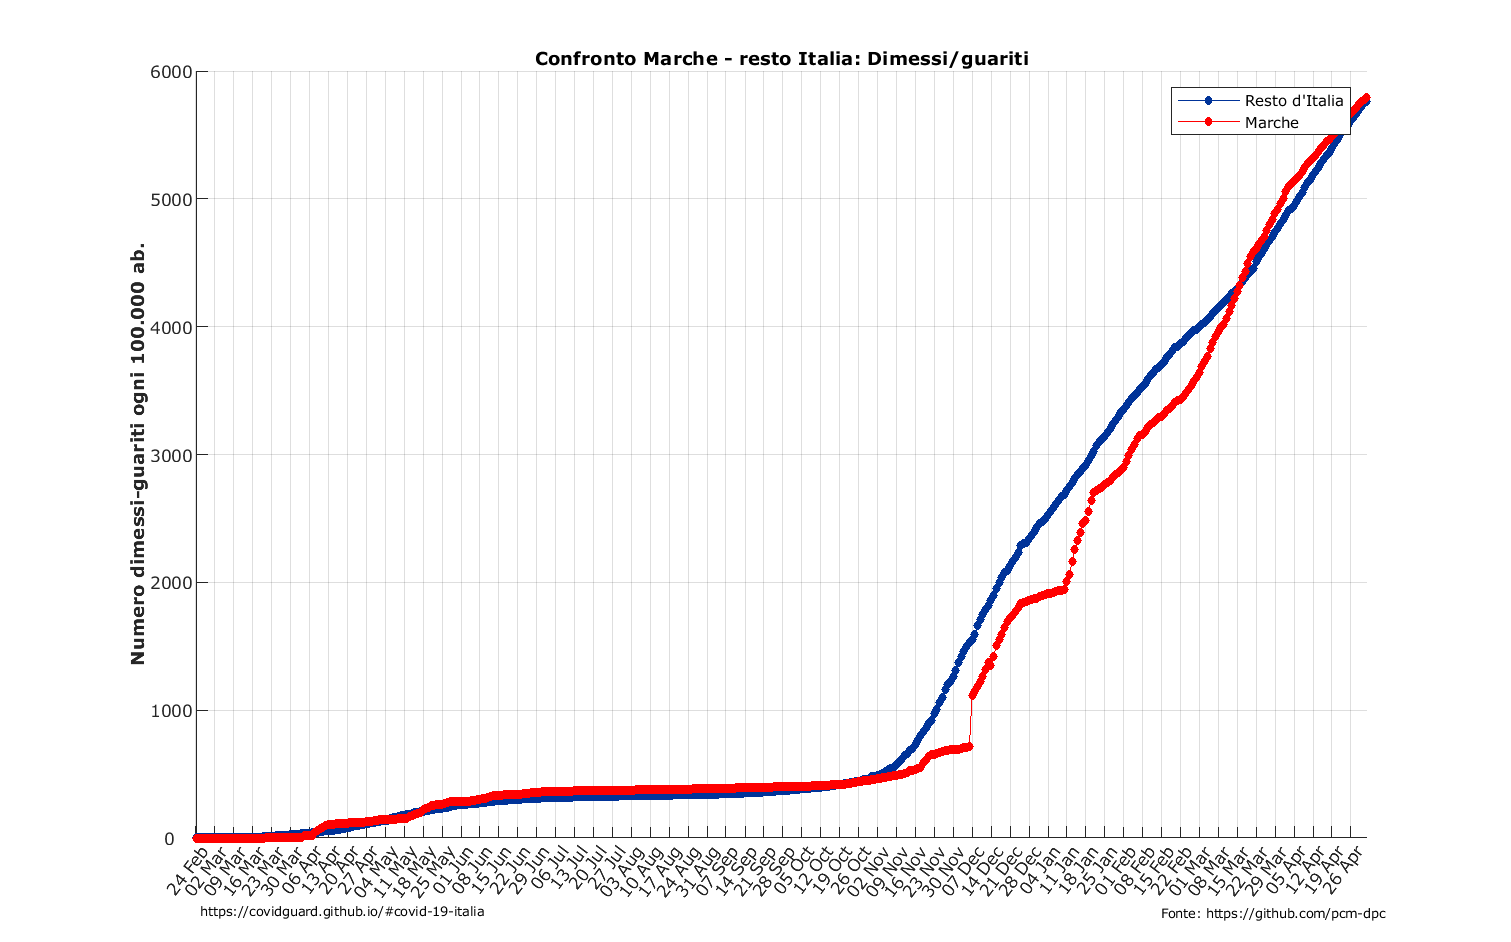 Confronto Marche - resto Italia: Dimessi/guariti
Numero dimessi-guariti ogni 100.000 ab.
6000
5000
4000
3000
2000
1000
0
Resto d'Italia
Marche
24 Feb
02 Mar
09 Mar
16 Mar
23 Mar
30 Mar
06 Apr
13 Apr
20 Apr
27 Apr
04 May
11 May
18 May
25 May
01 Jun
08 Jun
15 Jun
22 Jun
29 Jun
06 Jul
13 Jul
20 Jul
27 Jul
03 Aug
10 Aug
17 Aug
24 Aug
31 Aug
07 Sep
14 Sep
21 Sep
28 Sep
05 Oct
12 Oct
19 Oct
26 Oct
02 Nov
09 Nov
16 Nov
23 Nov
30 Nov
07 Dec
14 Dec
21 Dec
28 Dec
04 Jan
11 Jan
18 Jan
25 Jan
01 Feb
08 Feb
15 Feb
22 Feb
01 Mar
08 Mar
15 Mar
22 Mar
29 Mar
05 Apr
12 Apr
19 Apr
26 Apr
https://covidguard.github.io/#covid-19-italia
Fonte: https://github.com/pcm-dpc